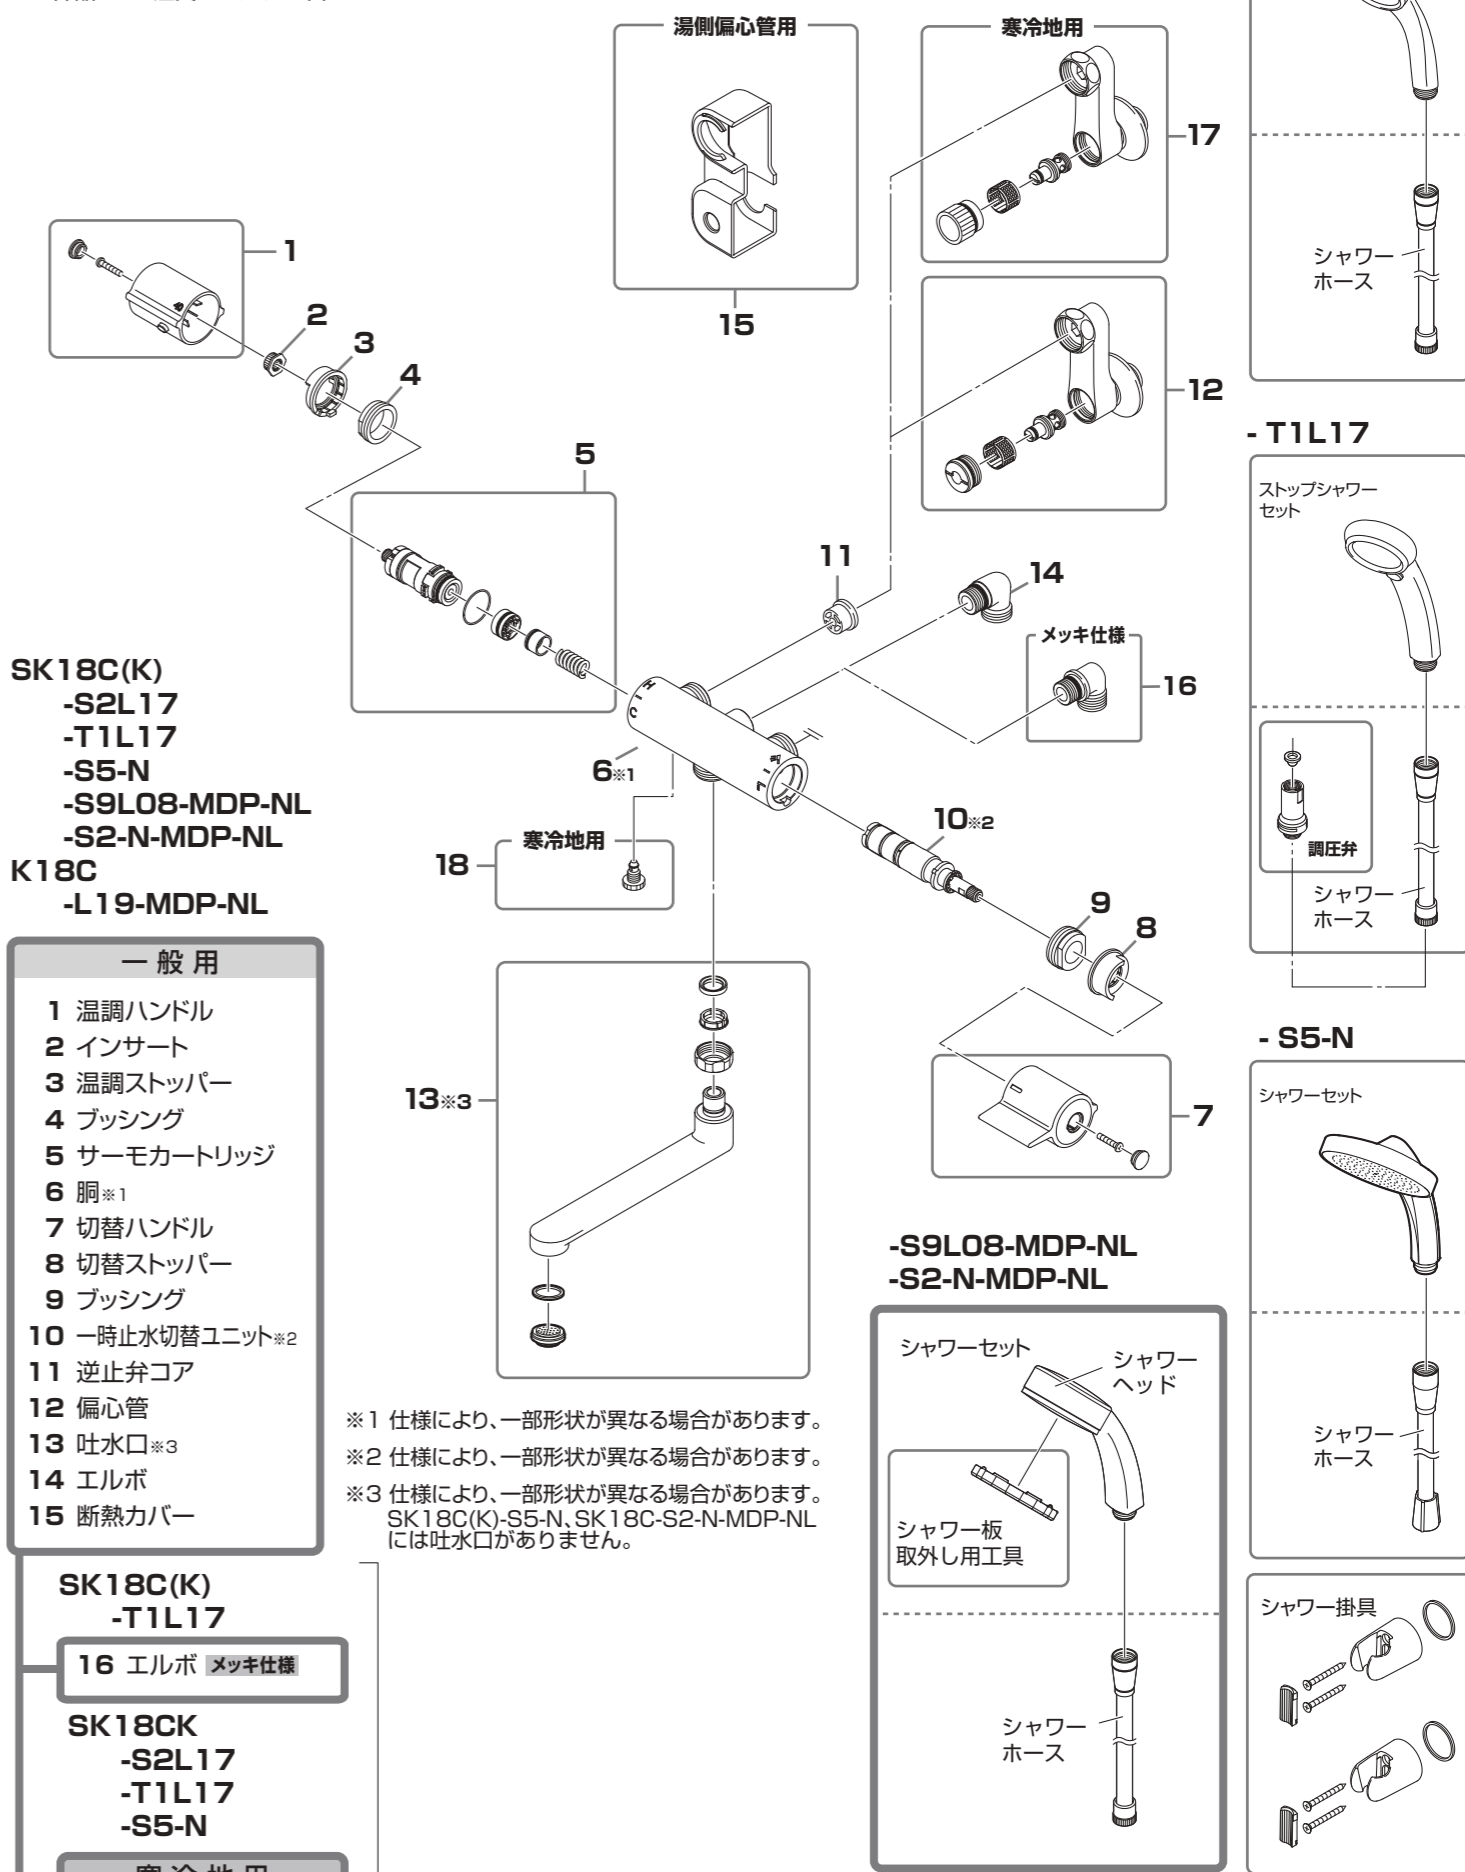 湯側偏心管用
15
寒冷地用
17
12
1
2
3
4
5
11
14
メッキ仕様
16
H
C
6※1
10※2
寒冷地用
18
9
8
7
13※3
SK18C(K)
-S2L17
-T1L17
-S5-N
-S9L08-MDP-NL
-S2-N-MDP-NL
K18C
-L19-MDP-NL
一般用
1 温調ハンドル
2 インサート
3 温調ストッパー
4 ブッシング
5 サーモカートリッジ
6 胴※1
7 切替ハンドル
8 切替ストッパー
9 ブッシング
10 一時止水切替ユニット※2
11 逆止弁コア
12 偏心管
13 吐水口※3
14 エルボ
15 断熱カバー
SK18C(K)
-T1L17
16 エルボ メッキ仕様
SK18CK
-S2L17
-T1L17
-S5-N
寒冷地用
※1 仕様により、一部形状が異なる場合があります。
※2 仕様により、一部形状が異なる場合があります。
※3 仕様により、一部形状が異なる場合があります。
SK18C(K)-S5-N、SK18C-S2-N-MDP-NL
には吐水口がありません。
-S9L08-MDP-NL
-S2-N-MDP-NL
シャワーセット
シャワー
ヘッド
シャワー板
取外し用工具
シャワー
ホース
シャワー
ホース
- T1L17
ストップシャワー
セット
調圧弁
シャワー
ホース
- S5-N
シャワーセット
シャワー
ホース
シャワー掛具